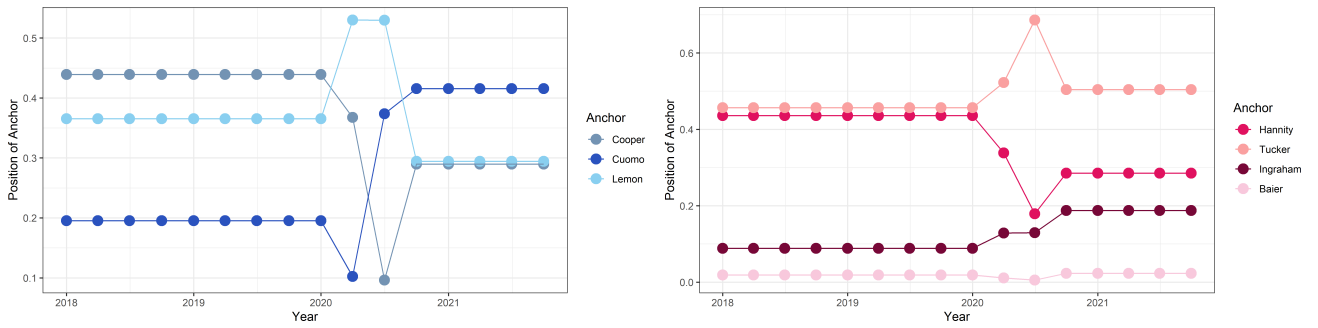 Position of Anchor
0.5
0.4
0.3
0.2
0.1
2018 2019 2020 2021
Year
Anchor
Cooper
Cuomo
Lemon
Position of Anchor
0.6
0.4
0.2
0.0
2018 2019 2020 2021
Year
Anchor
Hannity
Tucker
Ingraham
Baier